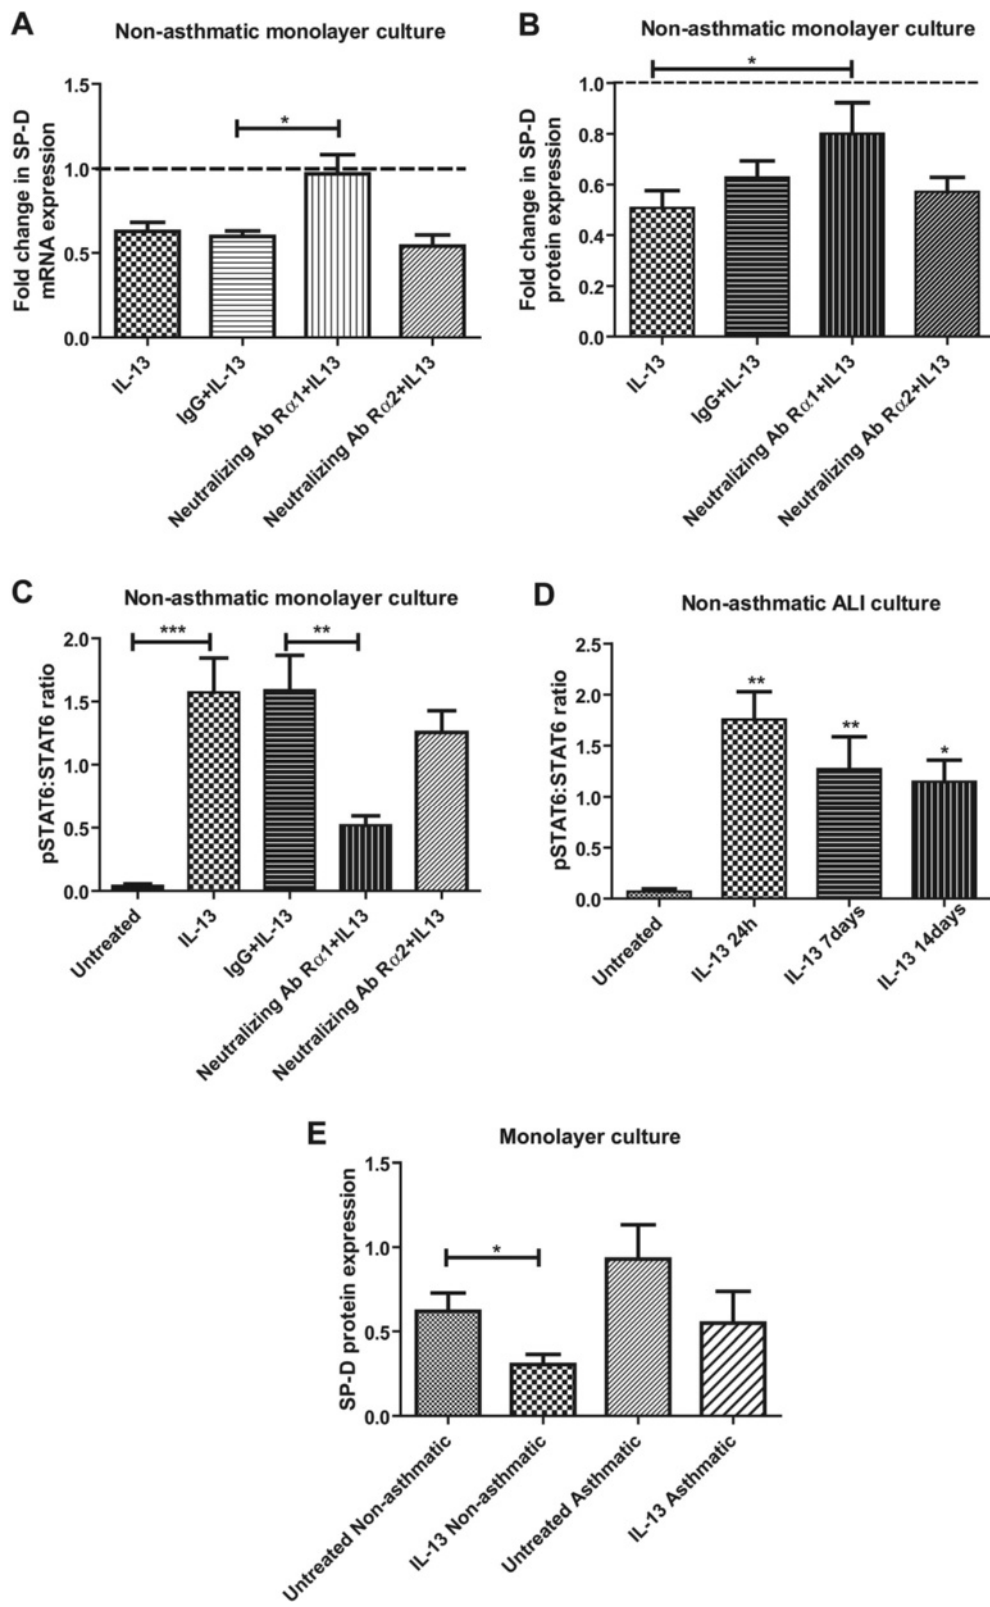 A
Non-asthmatic monolayer culture
Fold change in SP-D
mRNA expression
1.5
1.0
0.5
0.0
*
IL-13
IgG+IL-13
Neutralizing Ab Rα1+IL13
Neutralizing Ab Rα2+IL13
B
Non-asthmatic monolayer culture
Fold change in SP-D
protein expression
1.0
0.8
0.6
0.4
0.2
0.0
*
IL-13
IgG+IL-13
Neutralizing Ab Rα1+IL13
Neutralizing Ab Rα2+IL13
C
Non-asthmatic monolayer culture
pSTAT6:STAT6 ratio
2.0
1.5
1.0
0.5
0.0
***
**
Untreated
IL-13
IgG+IL-13
Neutralizing Ab Rα1+IL13
Neutralizing Ab Rα2+IL13
D
Non-asthmatic ALI culture
pSTAT6:STAT6 ratio
2.5
2.0
1.5
1.0
0.5
0.0
**
**
*
Untreated
IL-13 24h
IL-13 7days
IL-13 14days
E
Monolayer culture
SP-D protein expression
1.5
1.0
0.5
0.0
*
Untreated Non-asthmatic
IL-13 Non-asthmatic
Untreated Asthmatic
IL-13 Asthmatic